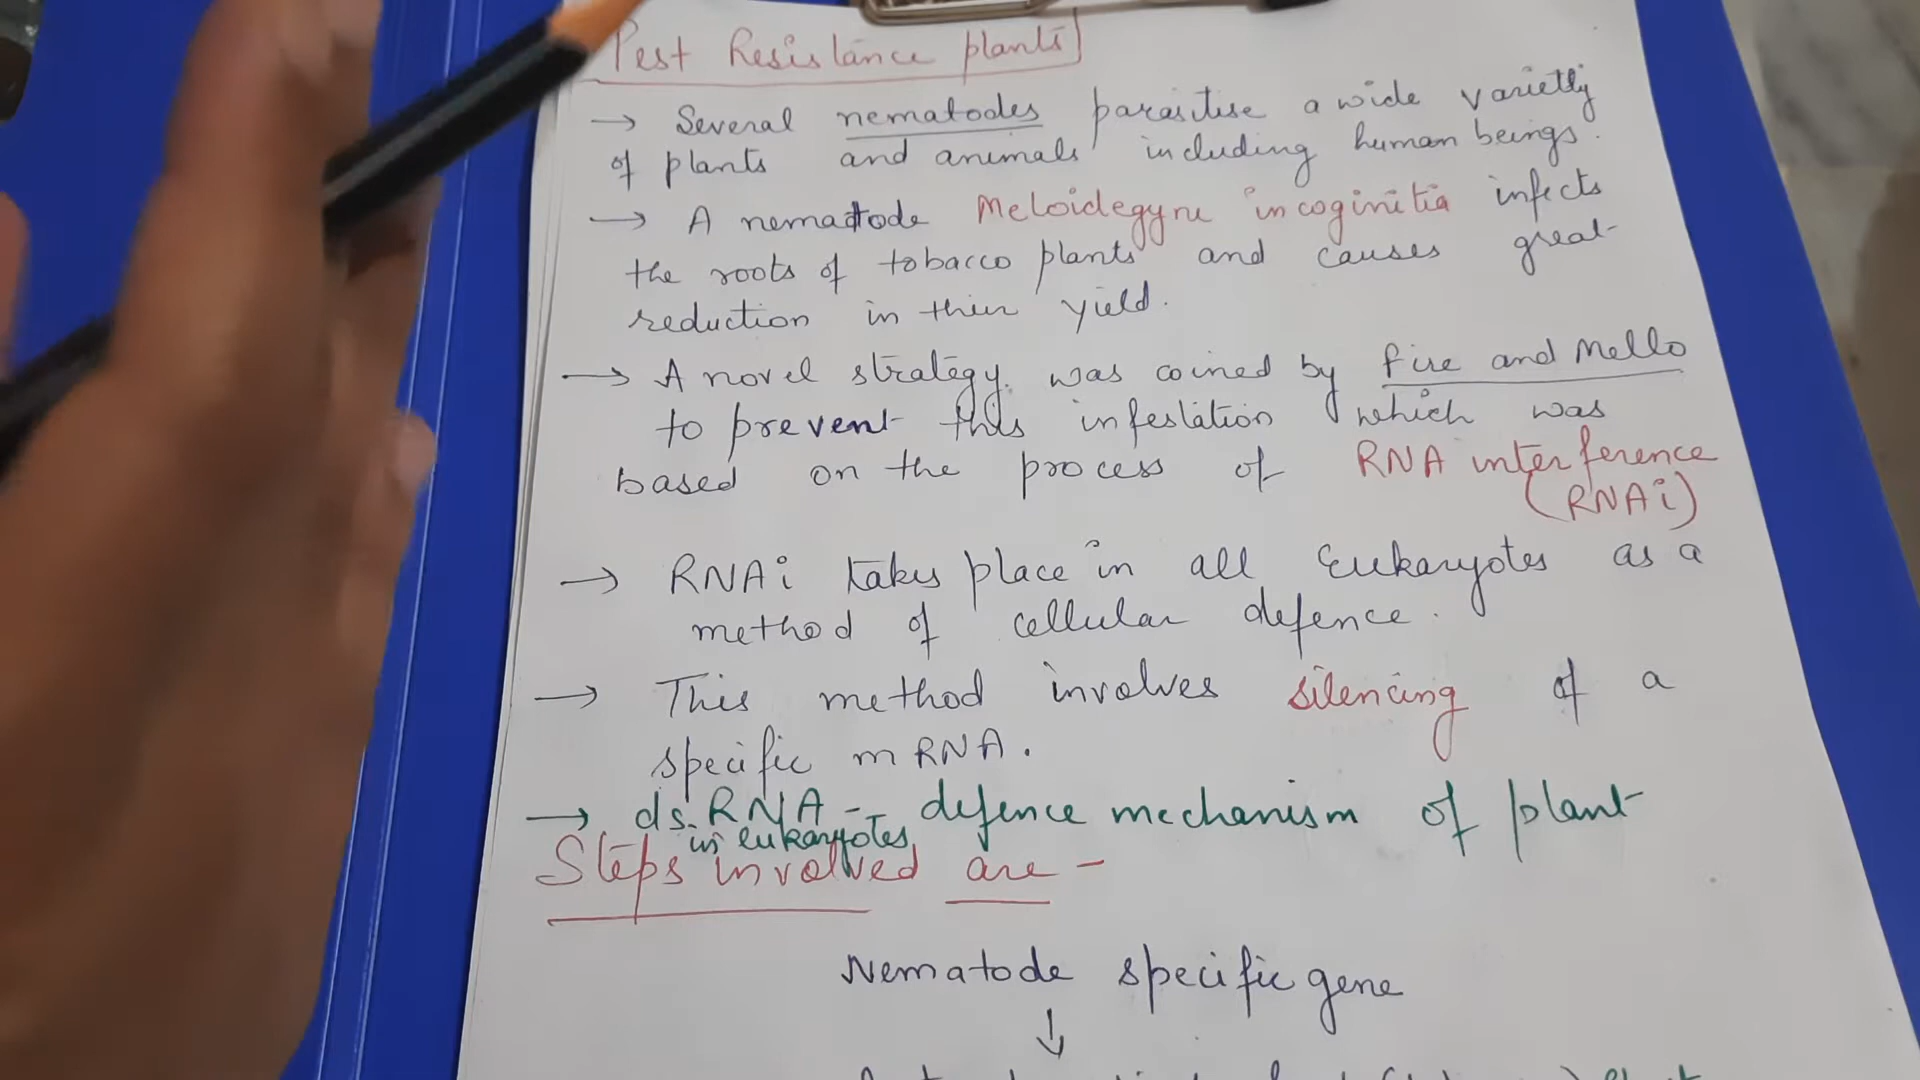 Pest Resistance plants
→ Several nematodes parasitise a wide varietly
of plants and animals including human beings.
→ A nematode Meloidegyne incoginitia infects
the roots of tobacco plants and causes great
reduction in their yield.
→ A novel strategy was coined by fire and Mello
to prevent this infestation which was
based on the process of RNA interference
(RNAi)
→ RNAi takes place in all Eukaryotes as a
method of cellular defence.
→ This method involves silencing of a
specific mRNA.
→ ds.RNA - defence mechanism of plant
in eukaryotes
Steps involved are -
Nematode specific gene
↓